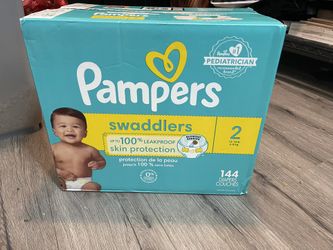 PEDIATRICIAN
Pampers
swaddlers
UP TO 100% LEAKPROOF
skin protection
protection de la peau
jusqu'à 100 % sans fuites
2
144
DIAPERS
COUCHES